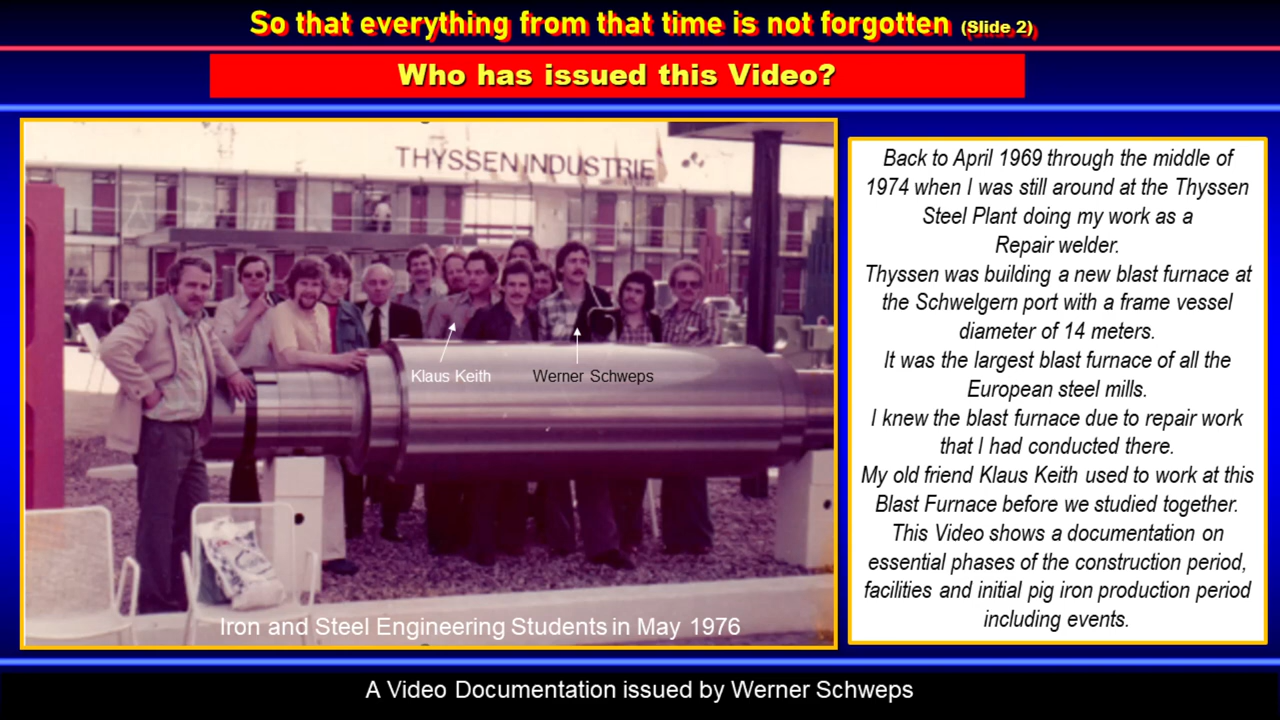 So that everything from that time is not forgotten (Slide 2)
Who has issued this Video?
THYSSEN INDUSTRIE
Klaus Keith
Werner Schweps
Iron and Steel Engineering Students in May 1976
Back to April 1969 through the middle of
1974 when I was still around at the Thyssen
Steel Plant doing my work as a
Repair welder.
Thyssen was building a new blast furnace at
the Schwelgern port with a frame vessel
diameter of 14 meters.
It was the largest blast furnace of all the
European steel mills.
I knew the blast furnace due to repair work
that I had conducted there.
My old friend Klaus Keith used to work at this
Blast Furnace before we studied together.
This Video shows a documentation on
essential phases of the construction period,
facilities and initial pig iron production period
including events.
A Video Documentation issued by Werner Schweps